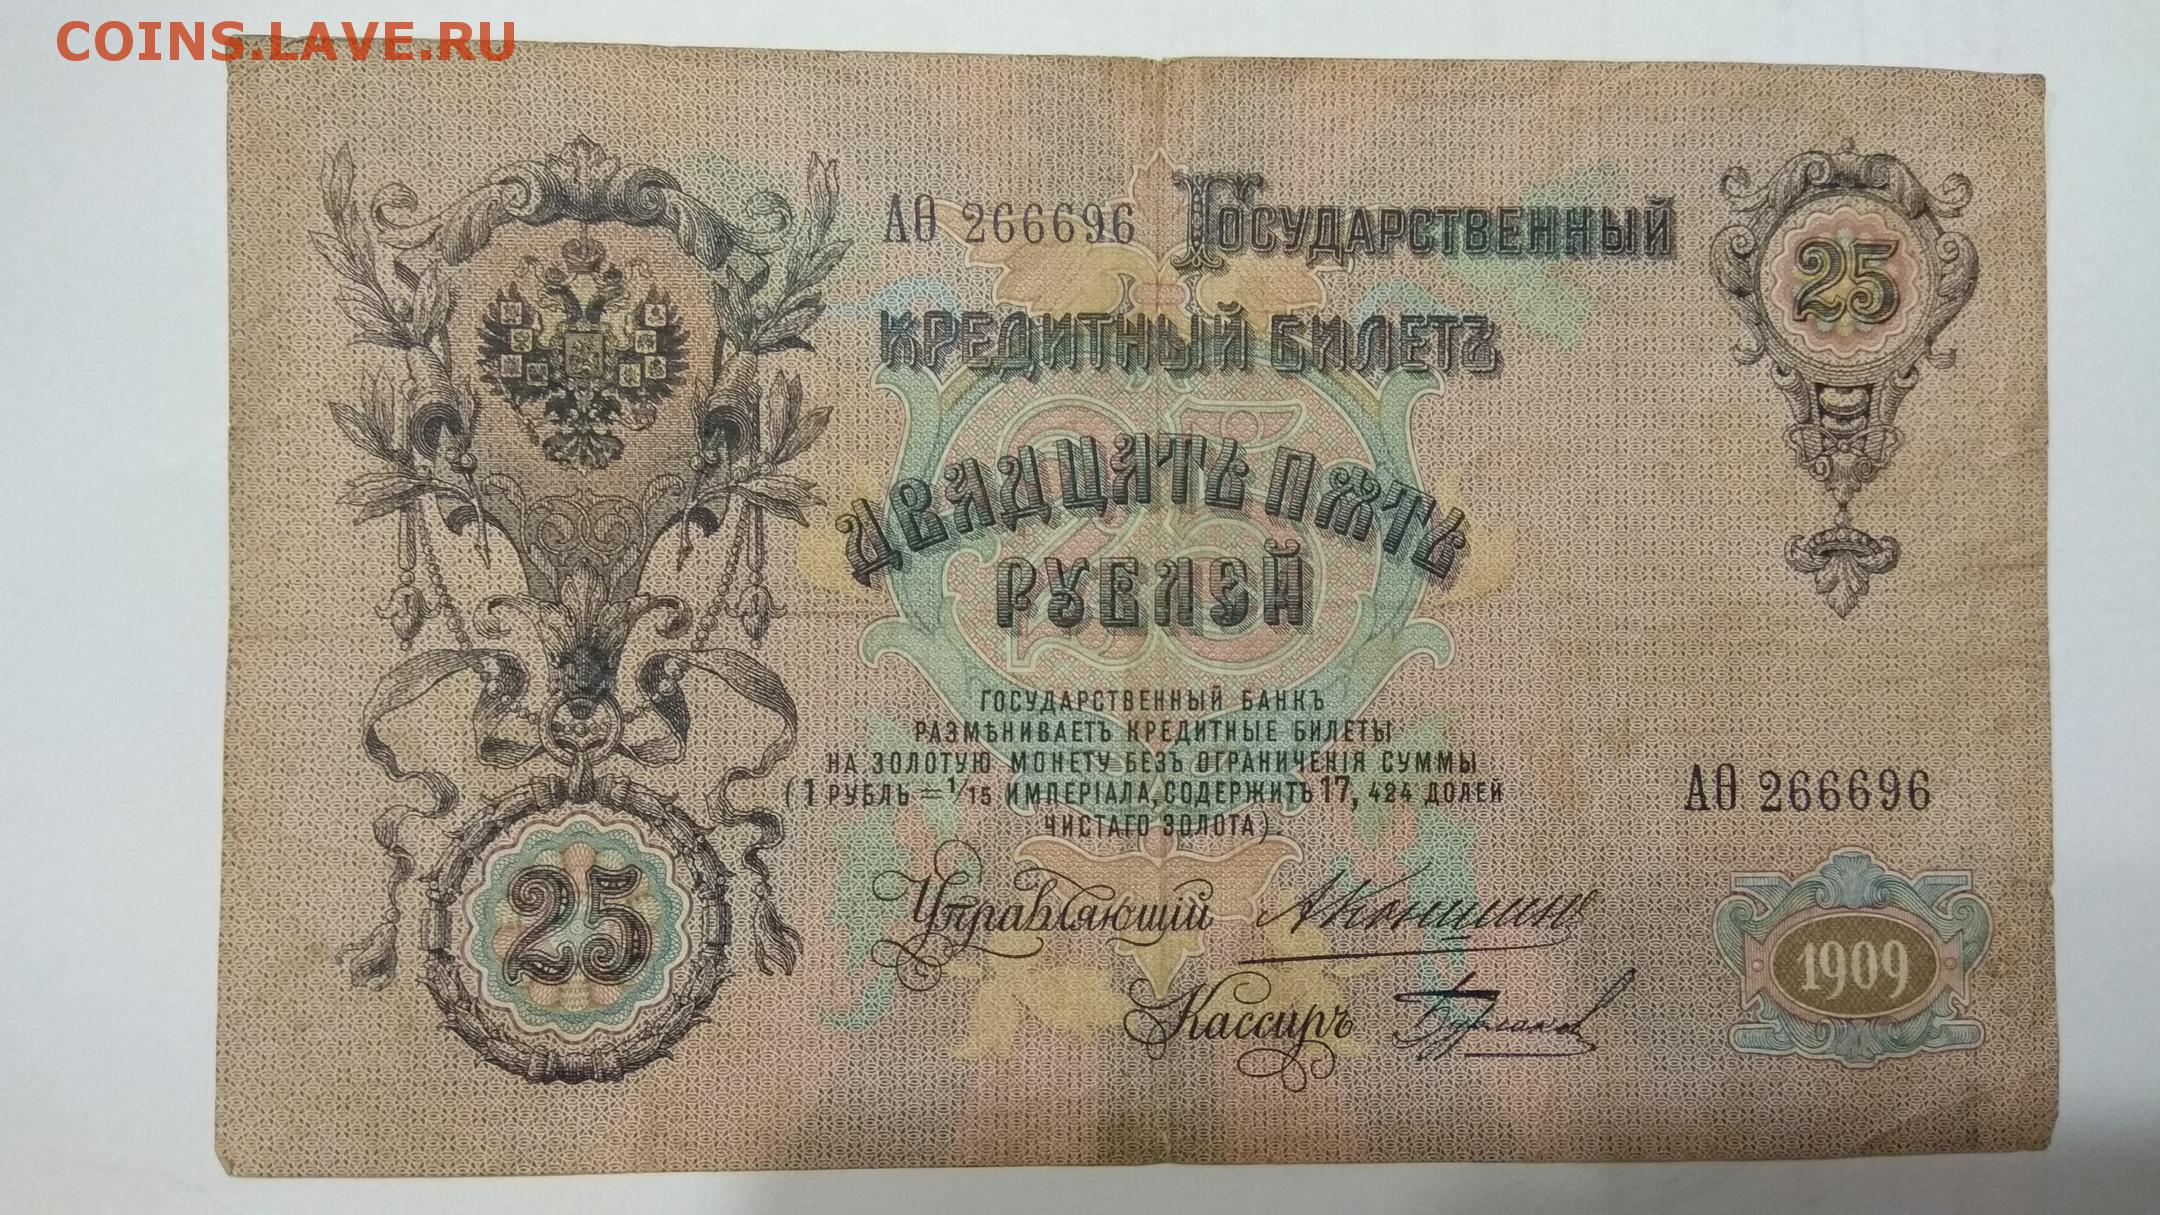 COINS.LAVE.RU
АѲ 266696 ГОСУДАРСТВЕННЫЙ
КРЕДИТНЫЙ БИЛЕТЪ
25
ДВАДЦАТЬ ПЯТЬ
РУБЛЕЙ
ГОСУДАРСТВЕННЫЙ БАНКЪ
РАЗМѢНИВАЕТЪ КРЕДИТНЫЕ БИЛЕТЫ
НА ЗОЛОТУЮ МОНЕТУ БЕЗЪ ОГРАНИЧЕНІЯ СУММЫ
(1 РУБЛЬ = 1/15 ИМПЕРІАЛА, СОДЕРЖИТЪ 17, 424 ДОЛЕЙ
ЧИСТАГО ЗОЛОТА).
АѲ 266696
25
25
Управляющій АКоншинъ
Кассиръ
1909